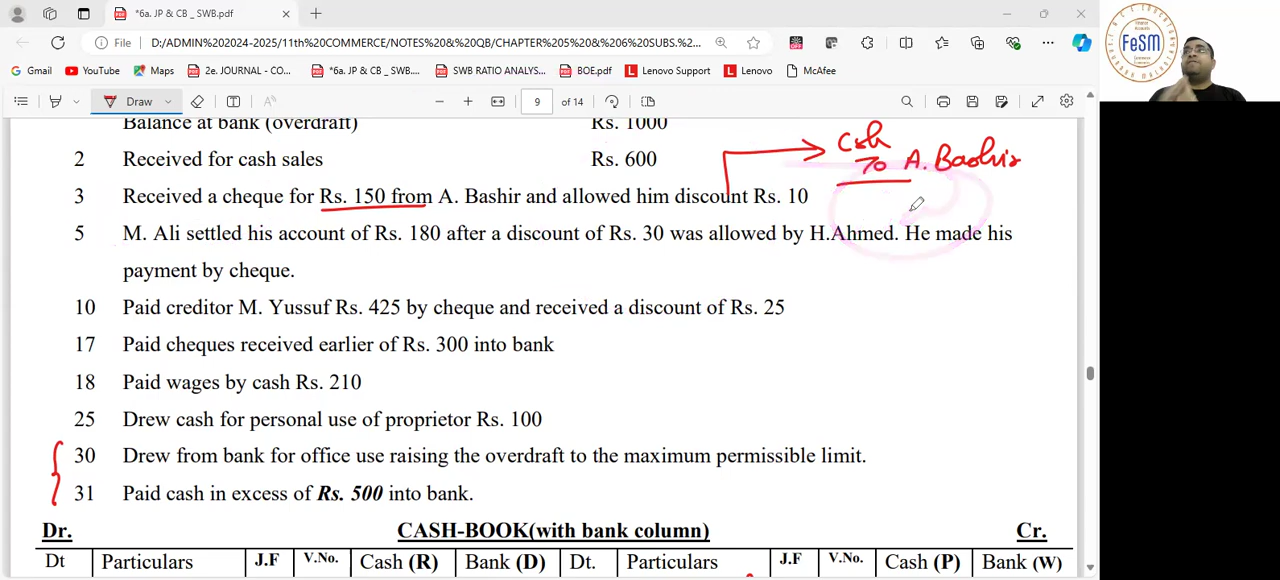 *6a. JP & CB _ SWB.pdf
File D:/ADMIN%202024-2025/11th%20COMMERCE/NOTES%20&%20QB/CHAPTER%205%20&%206%20SUBS.%2...
Gmail YouTube Maps 2e. JOURNAL - CO... *6a. JP & CB _ SWB.... SWB RATIO ANALYS... BOE.pdf Lenovo Support Lenovo McAfee
Draw 9 of 14
Balance at bank (overdraft) Rs. 1000
Csh
To A. Bashir
2 Received for cash sales Rs. 600
3 Received a cheque for Rs. 150 from A. Bashir and allowed him discount Rs. 10
5 M. Ali settled his account of Rs. 180 after a discount of Rs. 30 was allowed by H.Ahmed. He made his
payment by cheque.
10 Paid creditor M. Yussuf Rs. 425 by cheque and received a discount of Rs. 25
17 Paid cheques received earlier of Rs. 300 into bank
18 Paid wages by cash Rs. 210
25 Drew cash for personal use of proprietor Rs. 100
30 Drew from bank for office use raising the overdraft to the maximum permissible limit.
31 Paid cash in excess of Rs. 500 into bank.
Dr. CASH-BOOK(with bank column) Cr.
Dt Particulars J.F V.No. Cash (R) Bank (D) Dt. Particulars J.F V.No. Cash (P) Bank (W)
FeSM